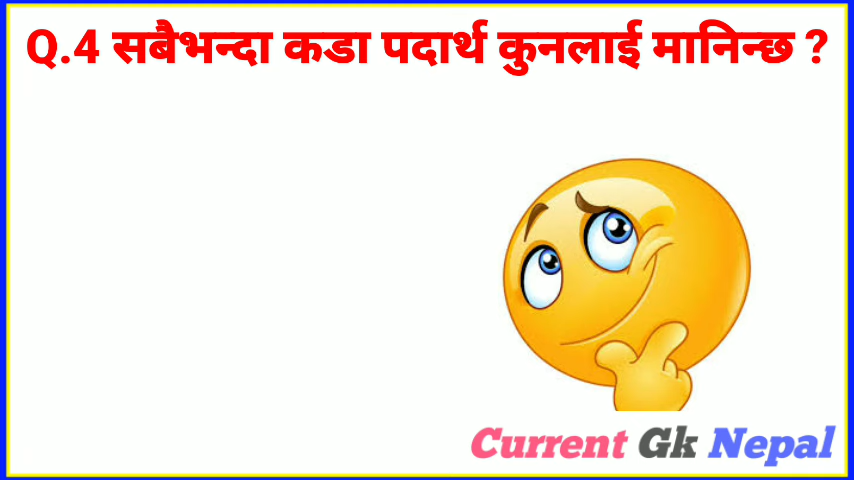 Q.4 सबैभन्दा कडा पदार्थ कुनलाई मानिन्छ ?
Current Gk Nepal